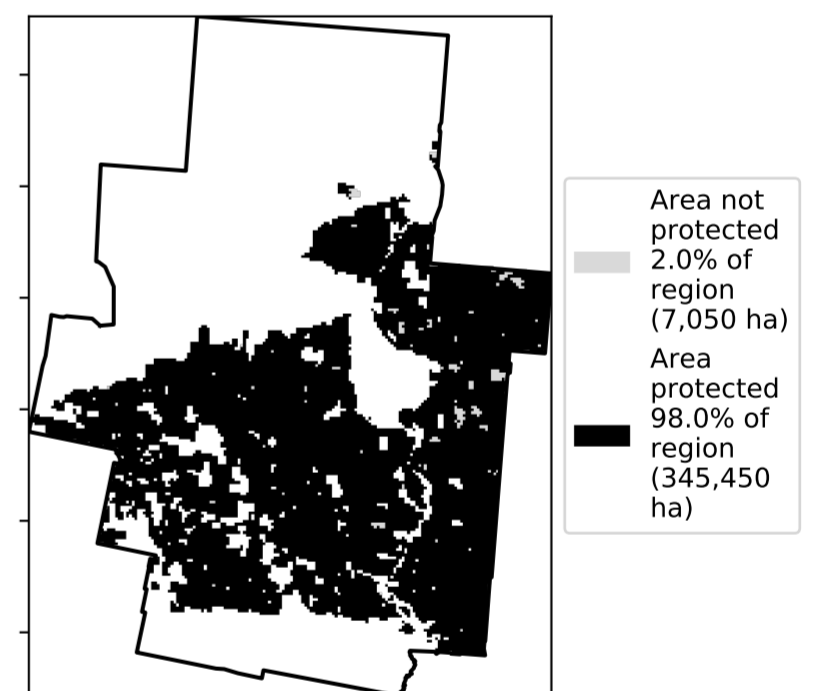 Area not
protected
2.0% of
region
(7,050 ha)
Area
protected
98.0% of
region
(345,450
ha)